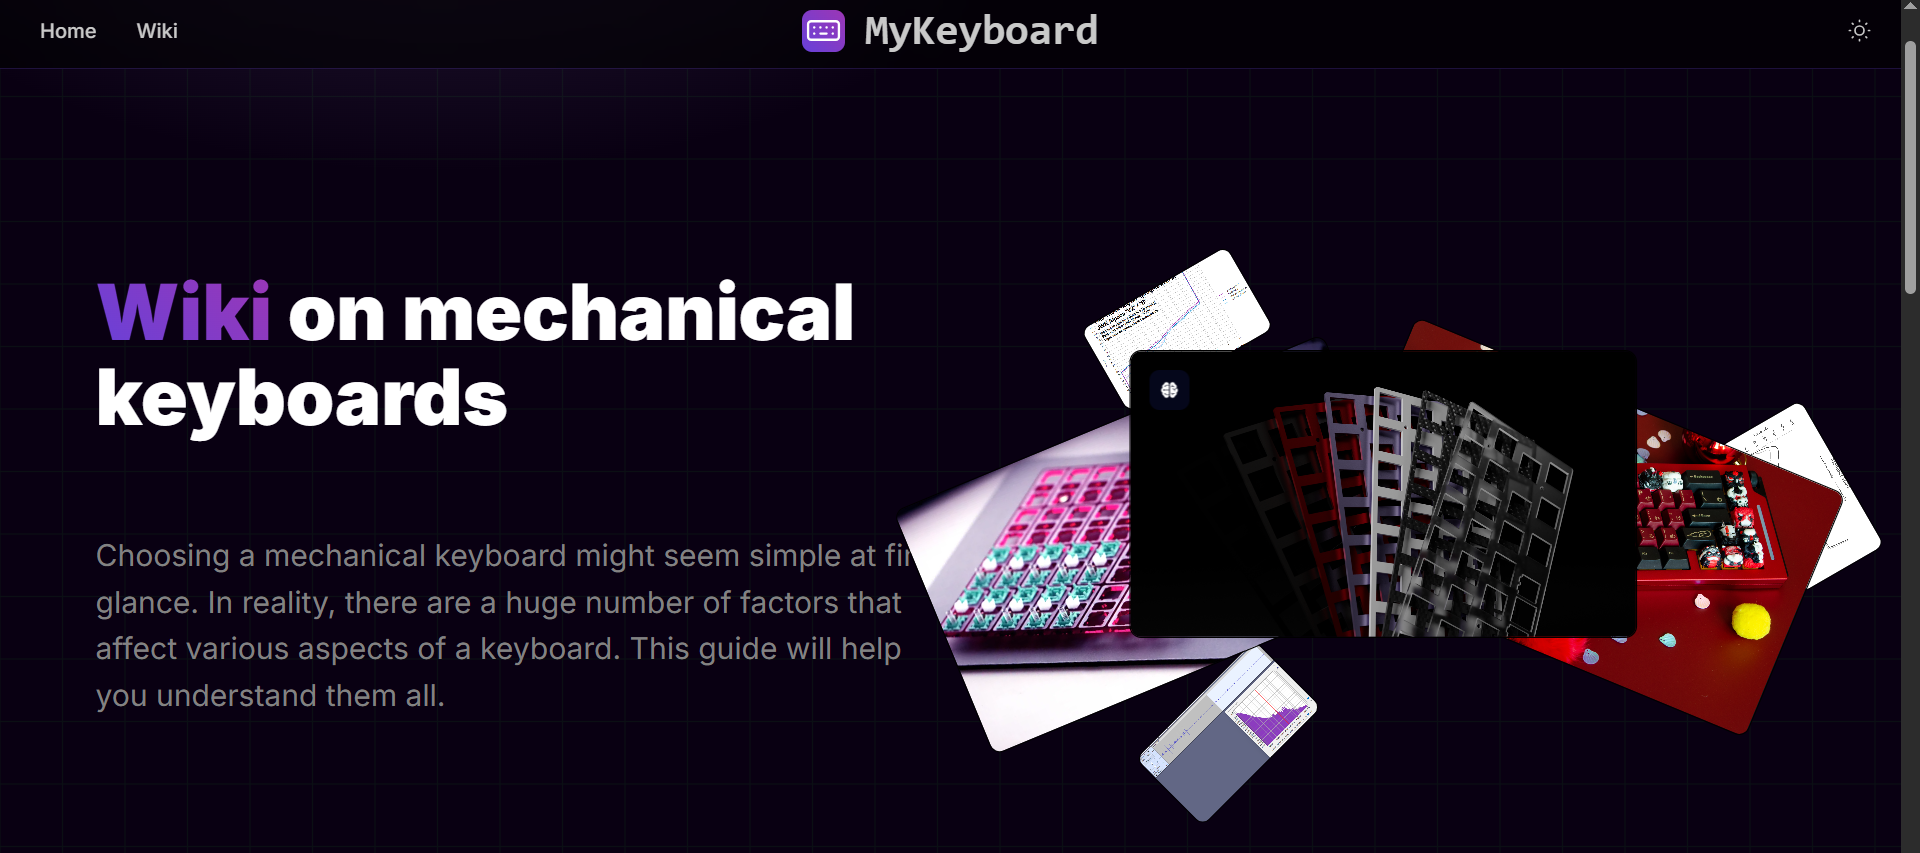 Home Wiki MyKeyboard
Wiki on mechanical
keyboards
Choosing a mechanical keyboard might seem simple at
glance. In reality, there are a huge number of factors that
affect various aspects of a keyboard. This guide will help
you understand them all.